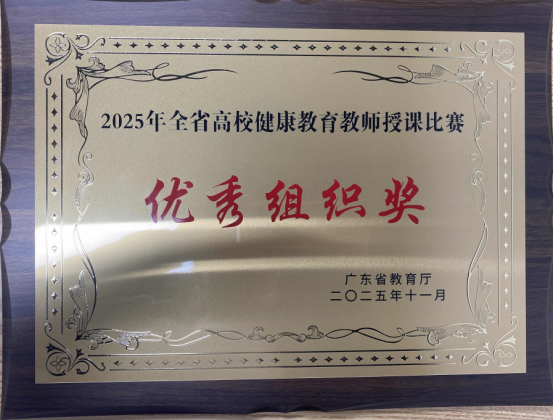 2025年全省高校健康教育教师授课比赛
优秀组织奖
广东省教育厅
二〇二五年十一月